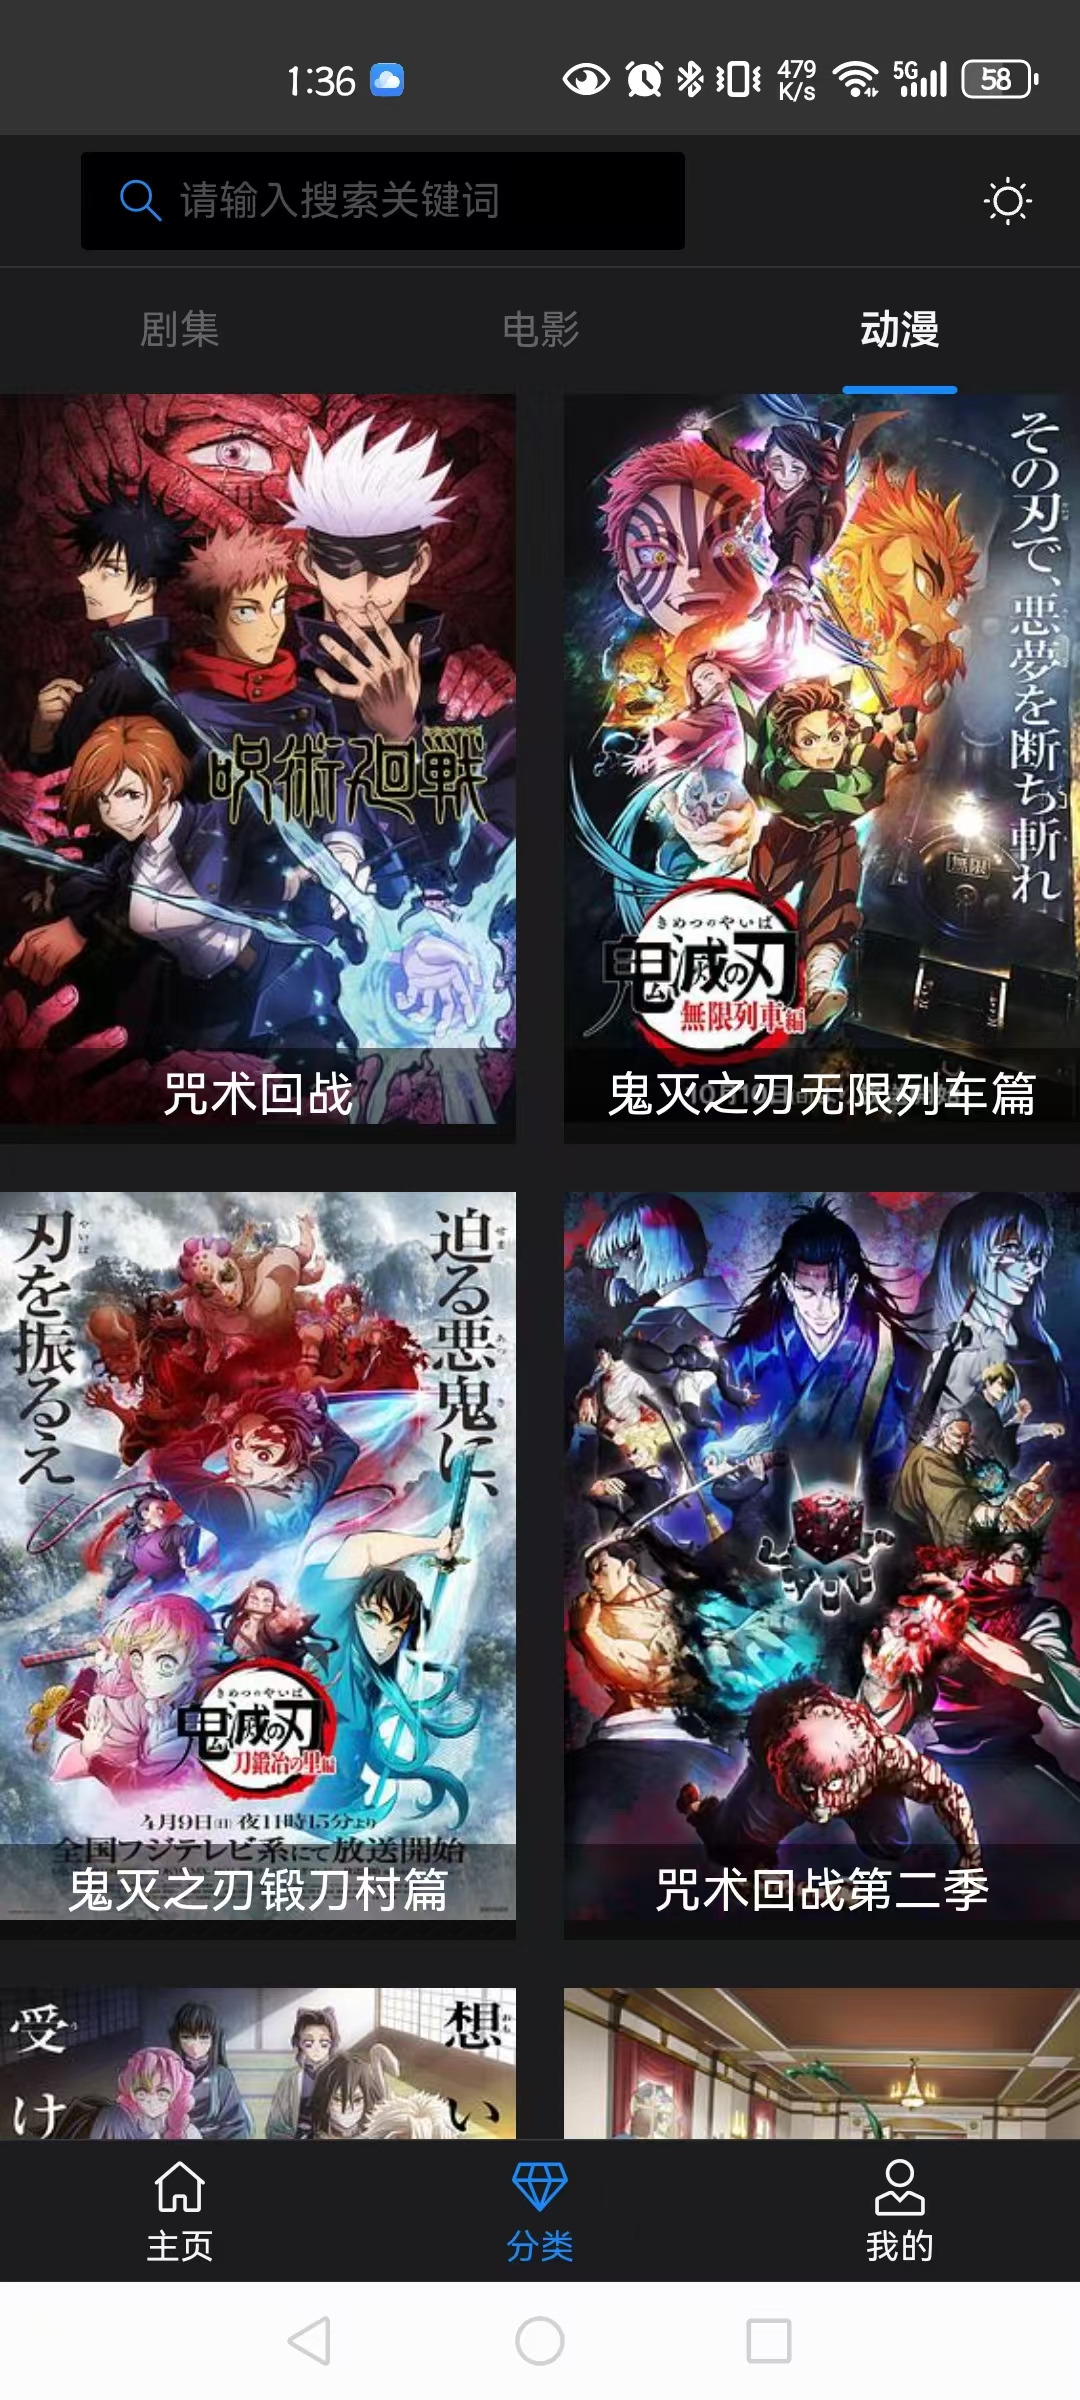 1:36
479
K/s
5G
58
请输入搜索关键词
剧集
电影
动漫
呪術廻戦
咒术回战
その刃で、悪夢を断ち斬れ
無限
きめつのやいば
鬼滅の刃
無限列車編
鬼灭之刃无限列车篇
迫る悪鬼に、
刃を振るえ
きめつのやいば
鬼滅の刃
刀鍛冶の里編
4月9日(日)夜11時15分より
全国フジテレビ系にて放送開始
鬼灭之刃锻刀村篇
咒术回战第二季
想い
受け
主页
分类
我的